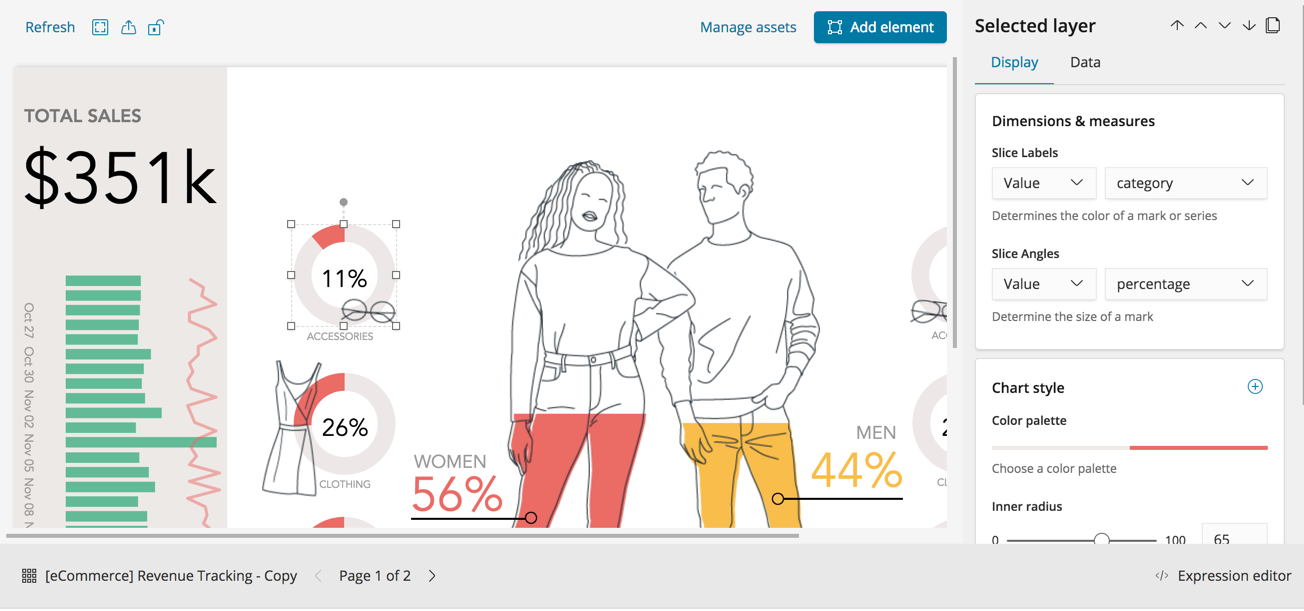 Refresh
Manage assets
Add element
TOTAL SALES
$351k
Oct 27 Oct 30 Nov 02 Nov 05 Nov 08
11%
ACCESSORIES
26%
CLOTHING
WOMEN
56%
MEN
44%
Selected layer
Display Data
Dimensions & measures
Slice Labels
Value category
Determines the color of a mark or series
Slice Angles
Value percentage
Determine the size of a mark
Chart style
Color palette
Choose a color palette
Inner radius
0 100 65
[eCommerce] Revenue Tracking - Copy
Page 1 of 2
</> Expression editor